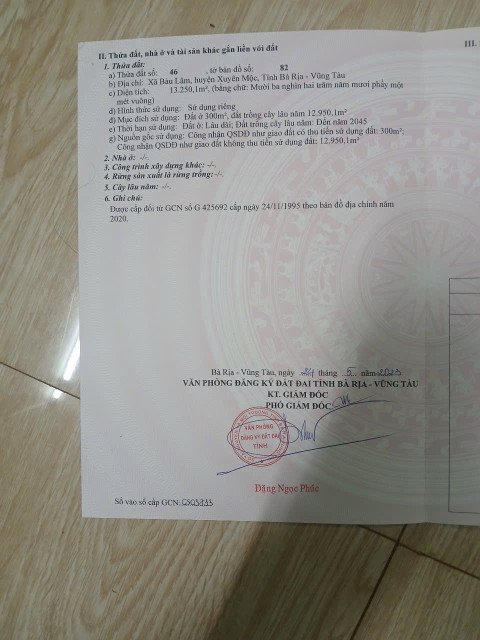 II. Thửa đất, nhà ở và tài sản khác gắn liền với đất
III.
1. Thửa đất:
a) Thửa đất số: 46 , tờ bản đồ số: 82
b) Địa chỉ: Xã Bàu Lâm, huyện Xuyên Mộc, Tỉnh Bà Rịa - Vũng Tàu
c) Diện tích: 13.250,1m², (bằng chữ: Mười ba nghìn hai trăm năm mươi phẩy một
mét vuông)
d) Hình thức sử dụng: Sử dụng riêng
đ) Mục đích sử dụng: Đất ở 300m², đất trồng cây lâu năm 12.950,1m²
e) Thời hạn sử dụng: Đất ở: Lâu dài; Đất trồng cây lâu năm: Đến năm 2045
g) Nguồn gốc sử dụng: Công nhận QSDĐ như giao đất có thu tiền sử dụng đất: 300m²;
Công nhận QSDĐ như giao đất không thu tiền sử dụng đất: 12.950,1m²
2. Nhà ở: -/-
3. Công trình xây dựng khác: -/-
4. Rừng sản xuất là rừng trồng: -/-
5. Cây lâu năm: -/-
6. Ghi chú:
Được cấp đổi từ GCN số G 425692 cấp ngày 24/11/1995 theo bản đồ địa chính năm
2020.
Bà Rịa - Vũng Tàu, ngày 24 tháng 5 năm 2023
VĂN PHÒNG ĐĂNG KÝ ĐẤT ĐAI TỈNH BÀ RỊA - VŨNG TÀU
KT. GIÁM ĐỐC
PHÓ GIÁM ĐỐC
VĂN PHÒNG
ĐĂNG KÝ ĐẤT ĐAI
TỈNH
Đặng Ngọc Phúc
Số vào sổ cấp GCN: